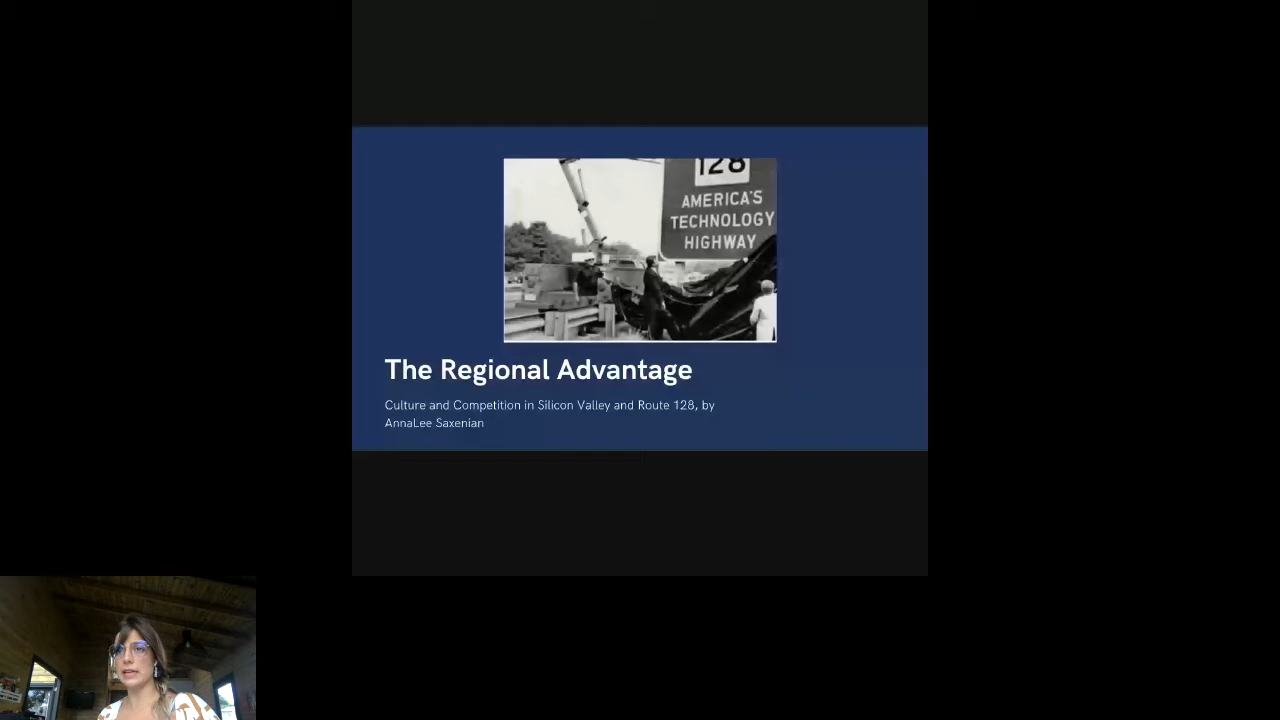 128
AMERICA'S
TECHNOLOGY
HIGHWAY
The Regional Advantage
Culture and Competition in Silicon Valley and Route 128, by
AnnaLee Saxenian